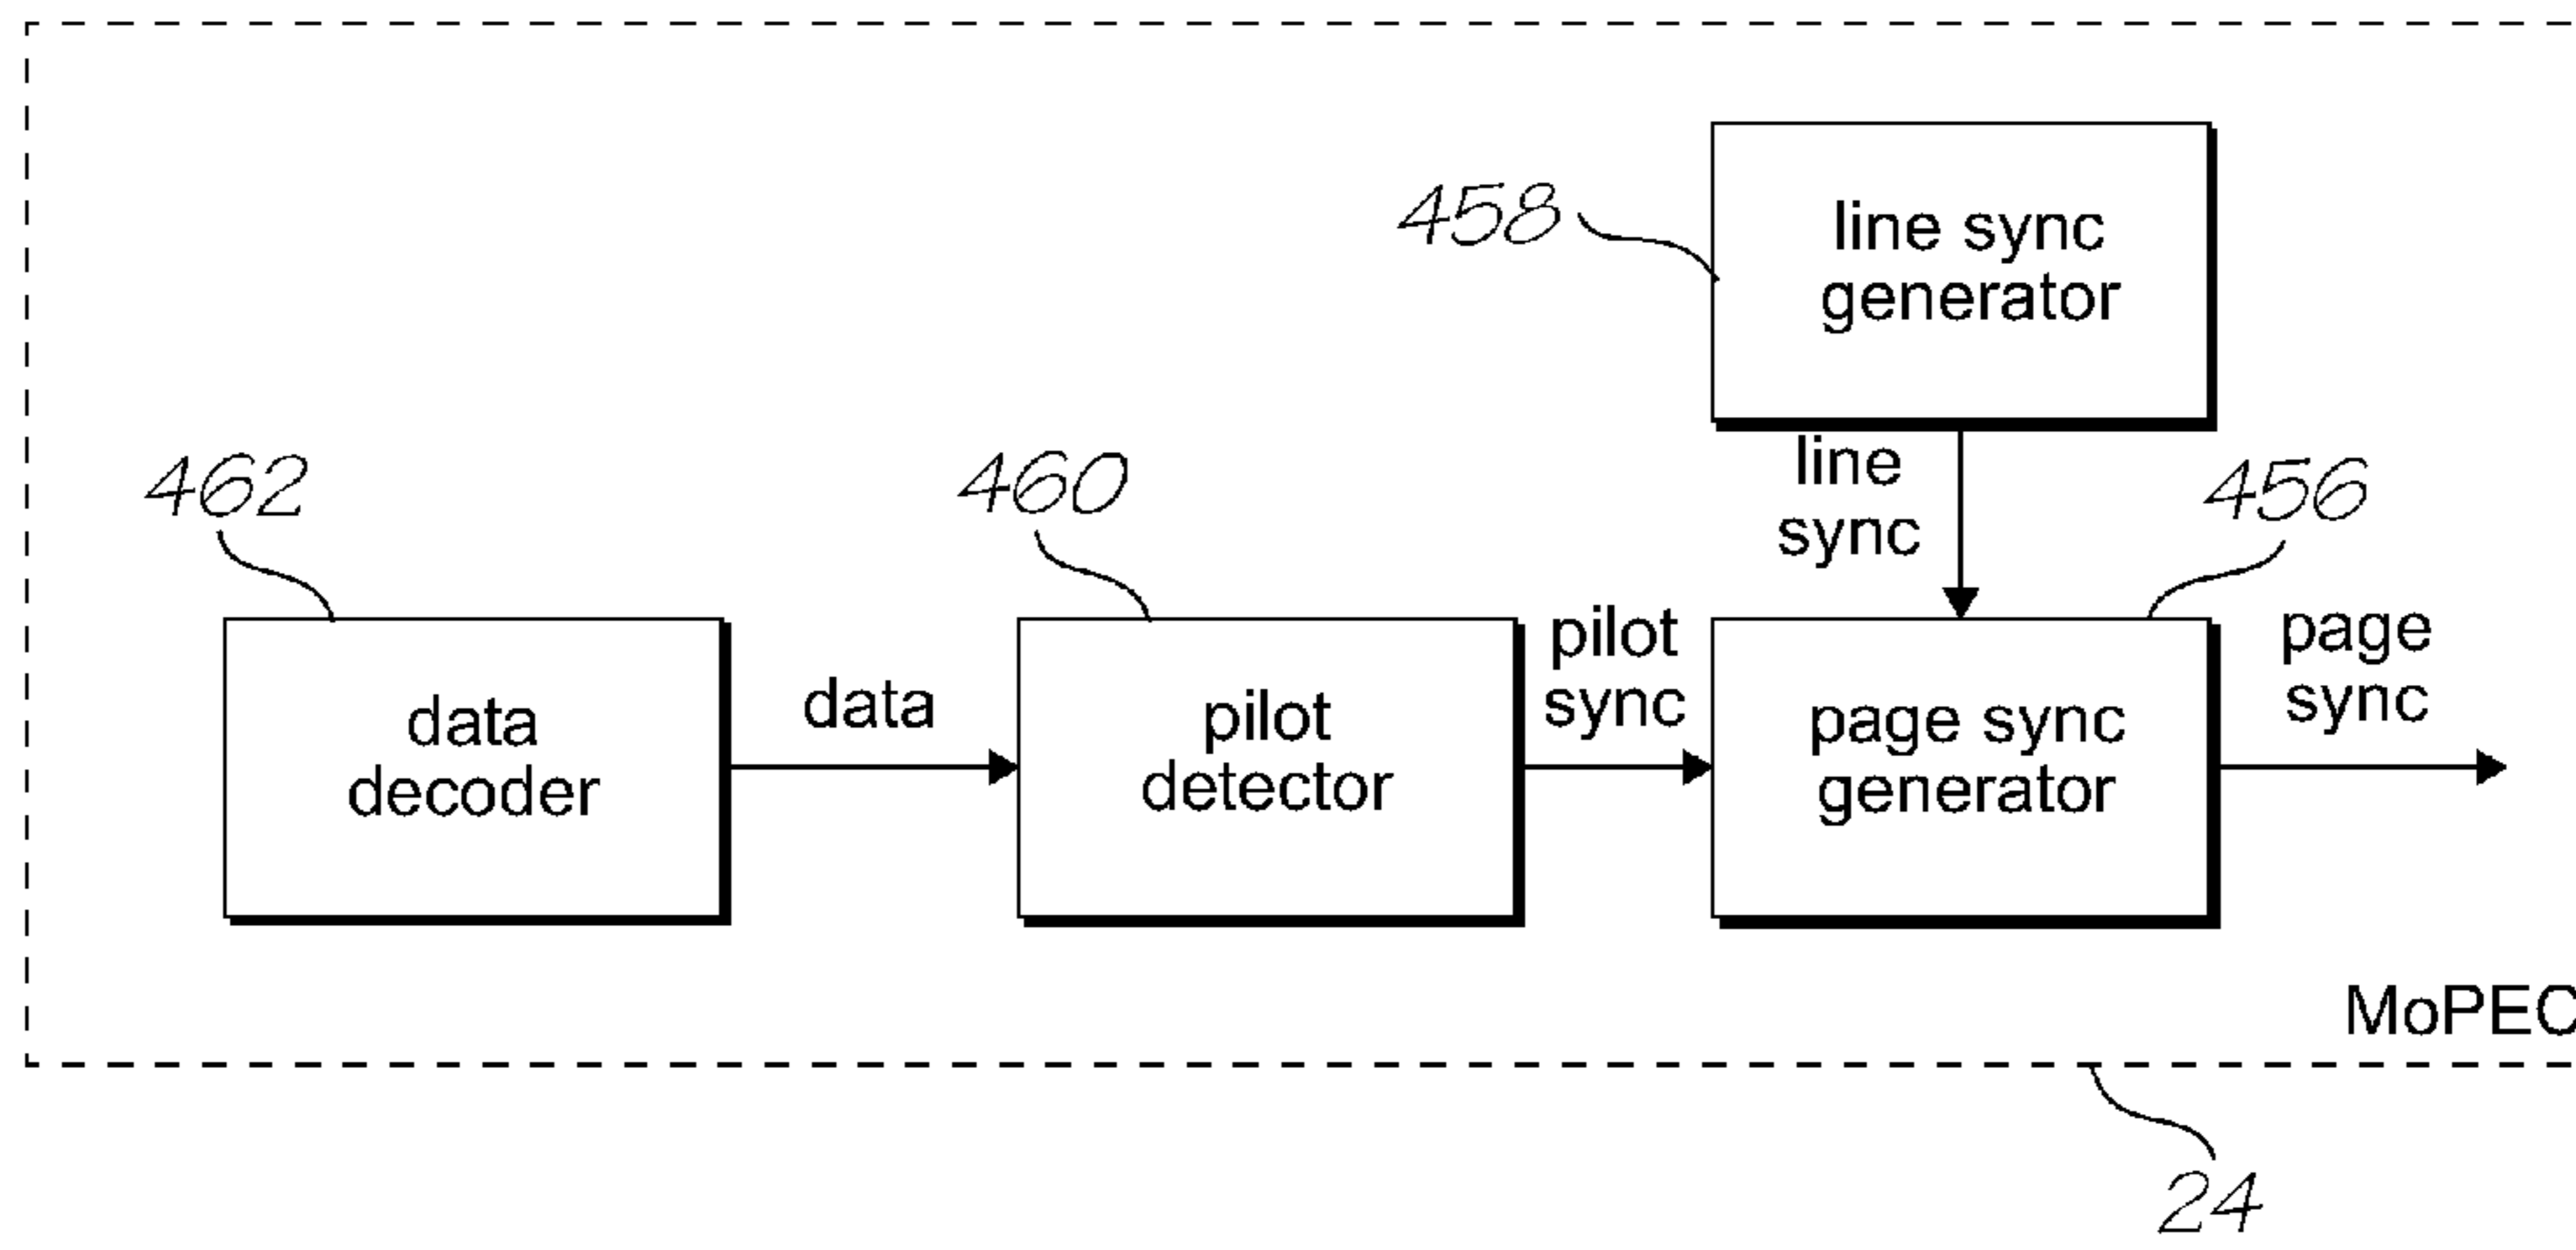 458
line sync
generator
line
sync
462
460
456
data
decoder
data
pilot
detector
pilot
sync
page sync
generator
page
sync
MoPEC
24